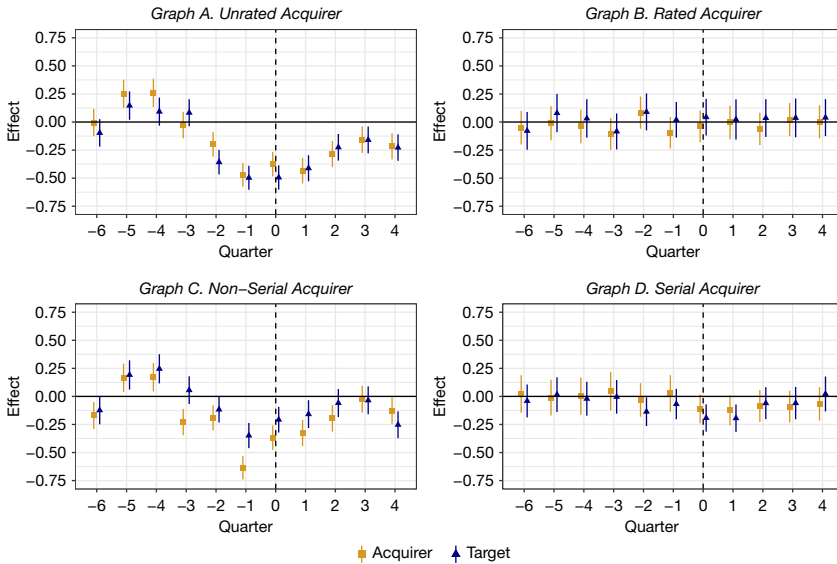 Graph A. Unrated Acquirer
0.75
0.50
0.25
0.00
−0.25
−0.50
−0.75
Effect
−6 −5 −4 −3 −2 −1 0 1 2 3 4
Quarter
Graph B. Rated Acquirer
0.75
0.50
0.25
0.00
−0.25
−0.50
−0.75
Effect
−6 −5 −4 −3 −2 −1 0 1 2 3 4
Quarter
Graph C. Non−Serial Acquirer
0.75
0.50
0.25
0.00
−0.25
−0.50
−0.75
Effect
−6 −5 −4 −3 −2 −1 0 1 2 3 4
Quarter
Graph D. Serial Acquirer
0.75
0.50
0.25
0.00
−0.25
−0.50
−0.75
Effect
−6 −5 −4 −3 −2 −1 0 1 2 3 4
Quarter
Acquirer Target